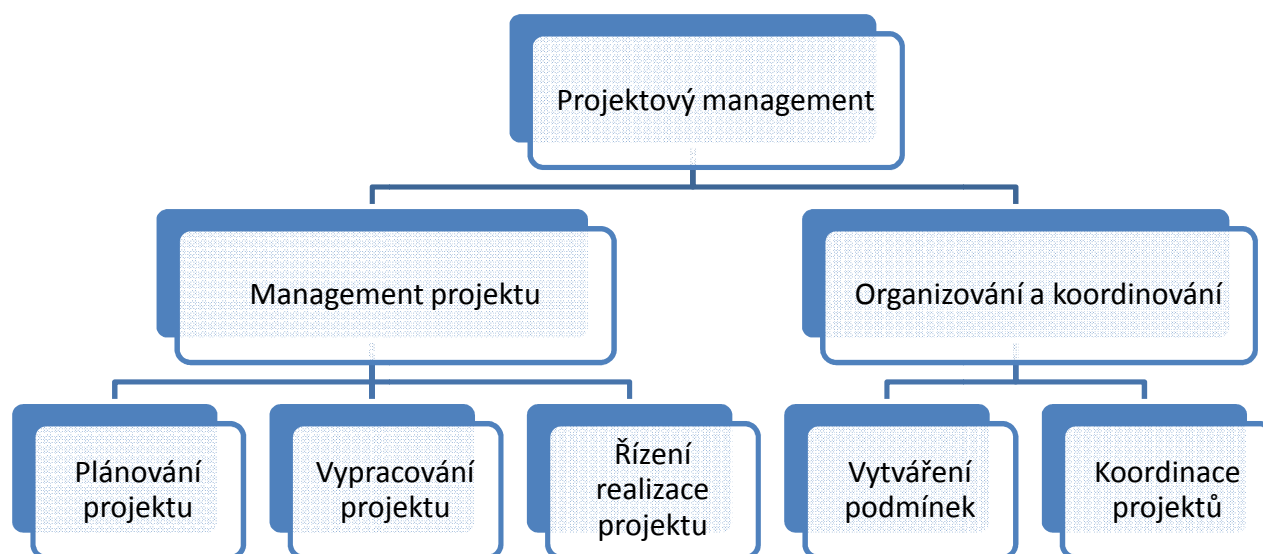 Projektový management
Management projektu
Organizování a koordinování
Plánování
projektu
Vypracování
projektu
Řízení
realizace
projektu
Vytváření
podmínek
Koordinace
projektů